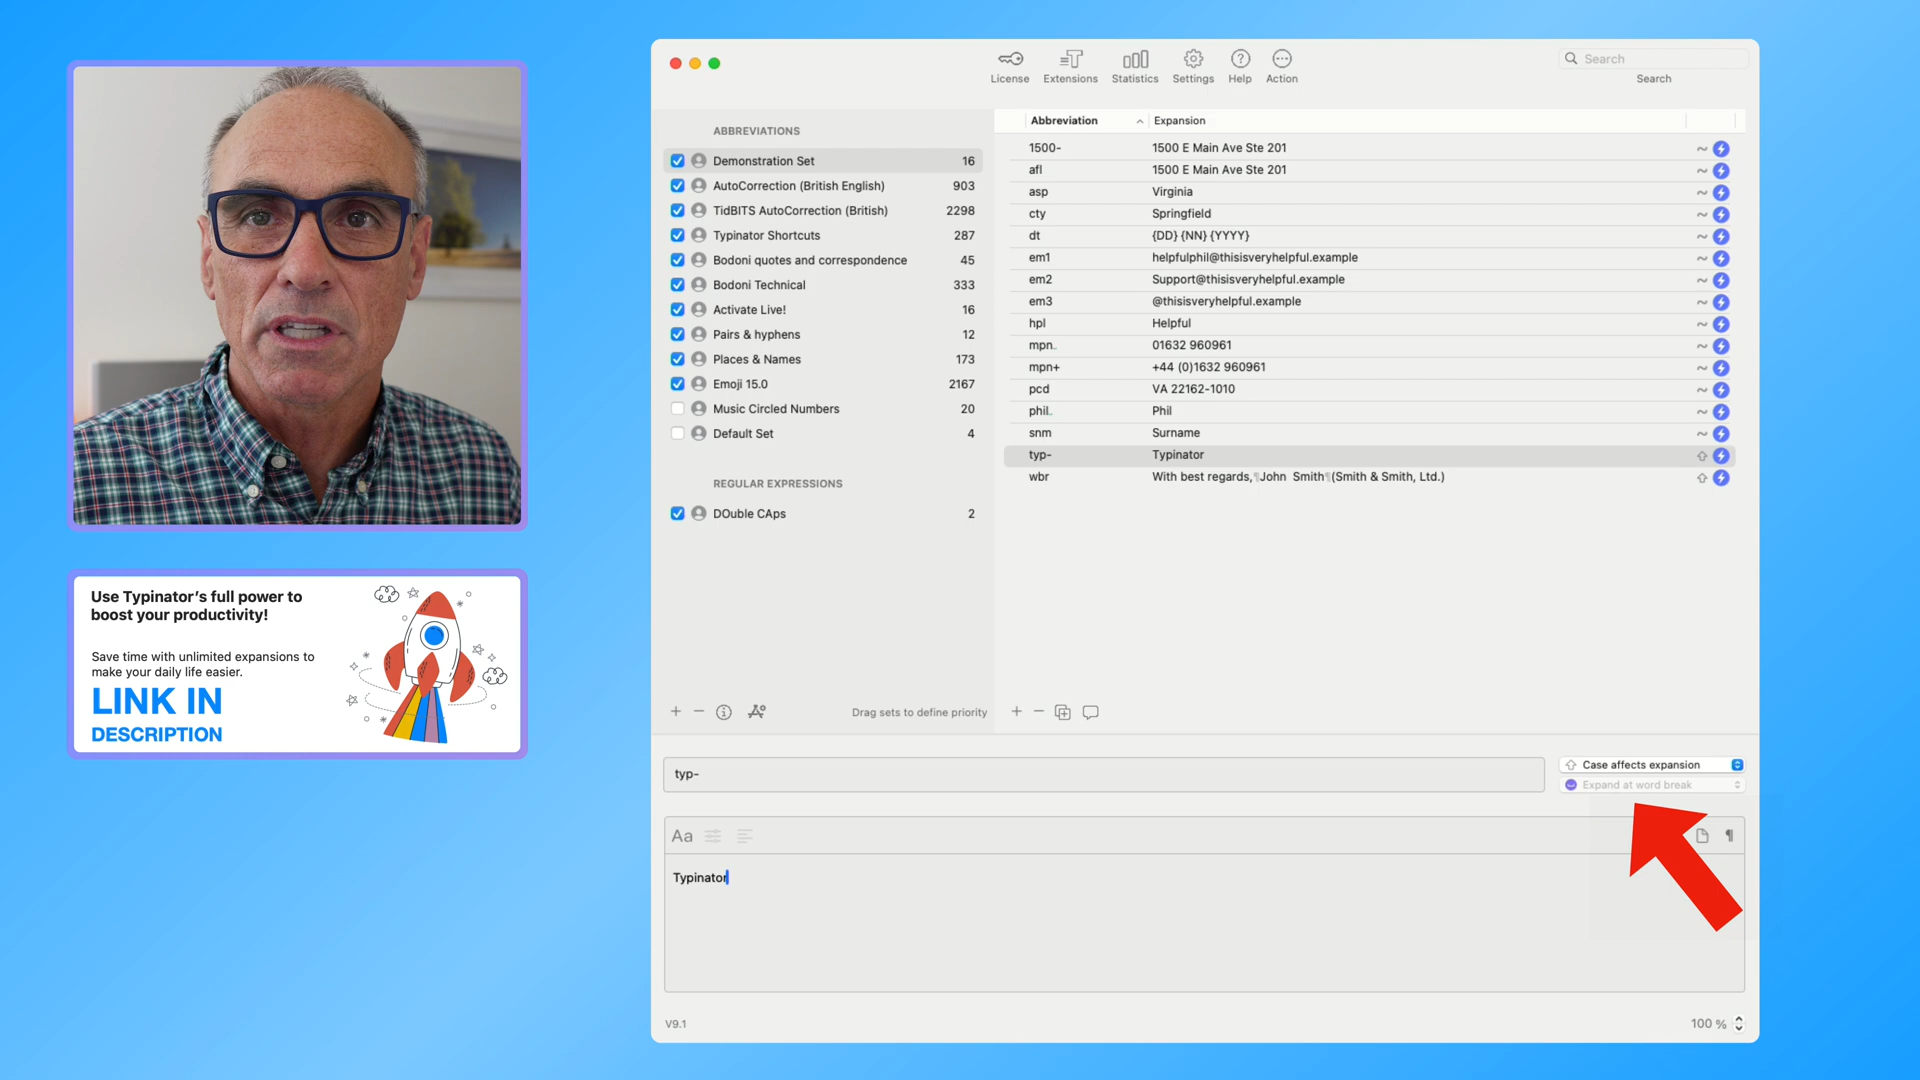 License
Extensions
Statistics
Settings
Help
Action
Search
Search
ABBREVIATIONS
Demonstration Set 16
AutoCorrection (British English) 903
TidBITS AutoCorrection (British) 2298
Typinator Shortcuts 287
Bodoni quotes and correspondence 45
Bodoni Technical 333
Activate Live! 16
Pairs & hyphens 12
Places & Names 173
Emoji 15.0 2167
Music Circled Numbers 20
Default Set 4
REGULAR EXPRESSIONS
DOuble CAps 2
Drag sets to define priority
Abbreviation Expansion
1500- 1500 E Main Ave Ste 201
afl 1500 E Main Ave Ste 201
asp Virginia
cty Springfield
dt {DD} {NN} {YYYY}
em1 helpfulphil@thisisveryhelpful.example
em2 Support@thisisveryhelpful.example
em3 @thisisveryhelpful.example
hpl Helpful
mpn_ 01632 960961
mpn+ +44 (0)1632 960961
pcd VA 22162-1010
phil_ Phil
snm Surname
typ- Typinator
wbr With best regards,¶John Smith¶(Smith & Smith, Ltd.)
typ-
Case affects expansion
Expand at word break
Aa
¶
Typinator
V9.1
100 %
Use Typinator's full power to
boost your productivity!
Save time with unlimited expansions to
make your daily life easier.
LINK IN
DESCRIPTION